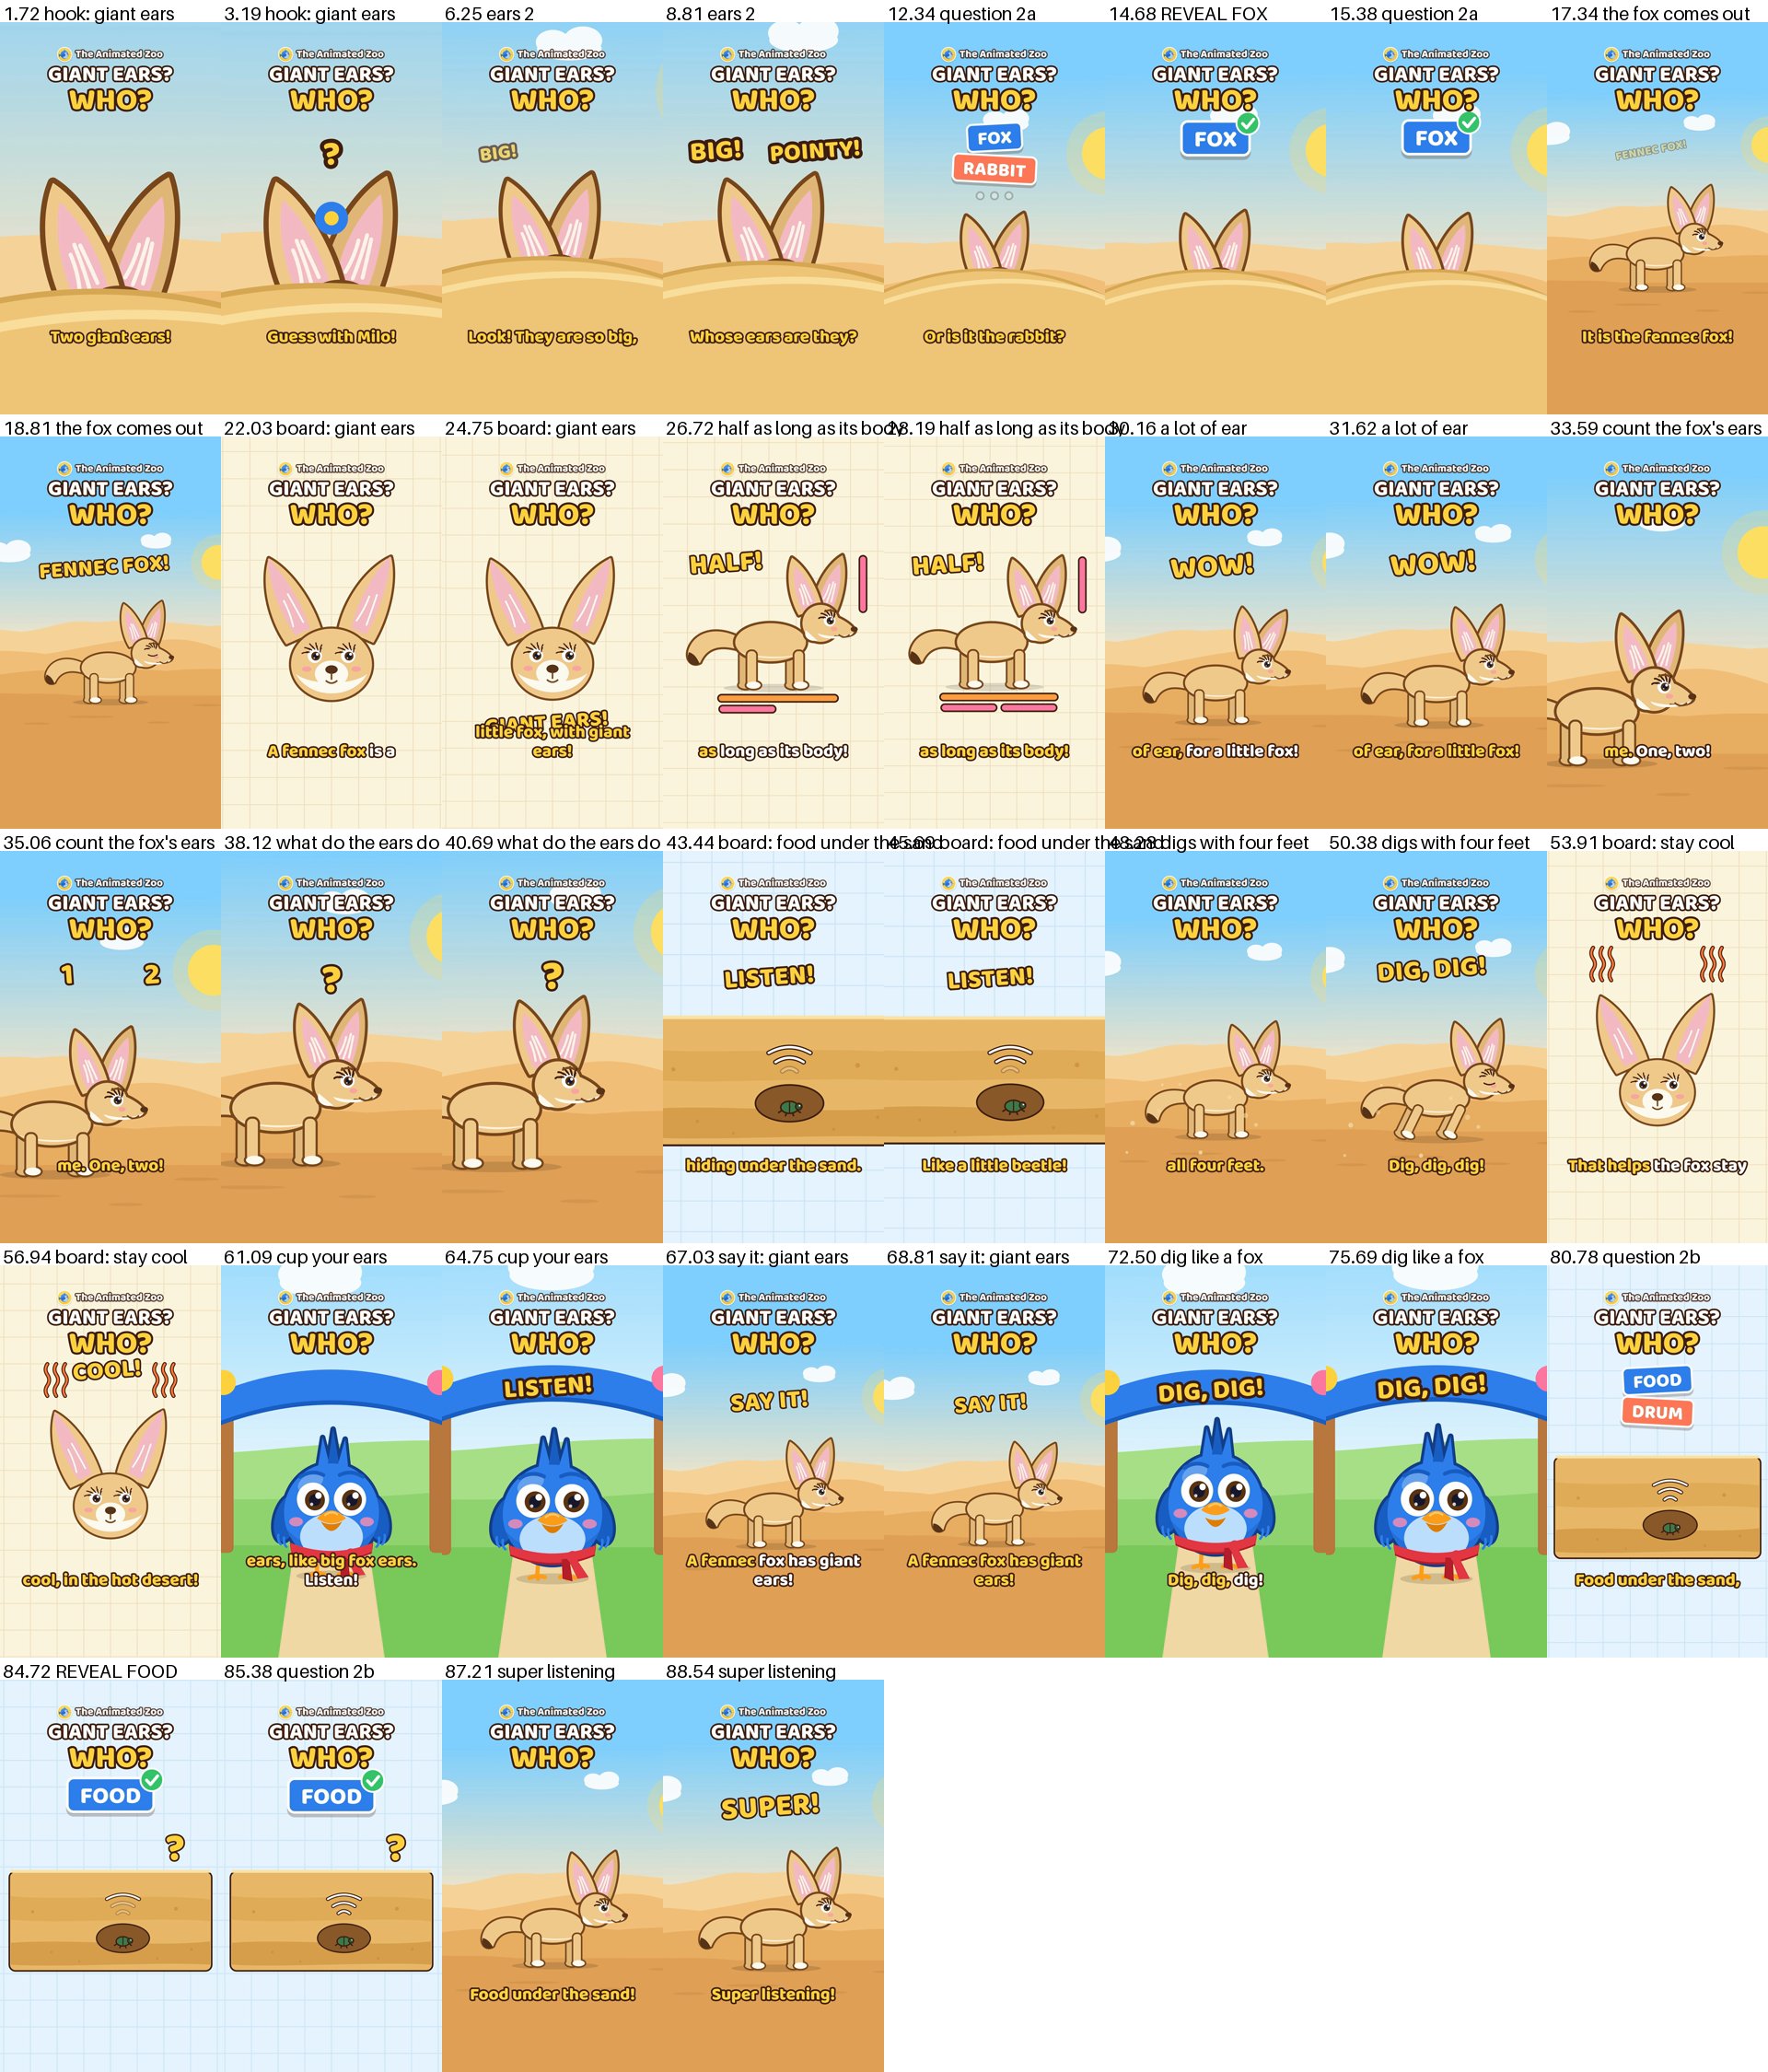 1.72 hook: giant ears
The Animated Zoo
GIANT EARS?
WHO?
Two giant ears!
3.19 hook: giant ears
The Animated Zoo
GIANT EARS?
WHO?
?
Guess with Milo!
6.25 ears 2
The Animated Zoo
GIANT EARS?
WHO?
BIG!
Look! They are so big,
8.81 ears 2
The Animated Zoo
GIANT EARS?
WHO?
BIG! POINTY!
Whose ears are they?
12.34 question 2a
The Animated Zoo
GIANT EARS?
WHO?
FOX
RABBIT
Or is it the rabbit?
14.68 REVEAL FOX
The Animated Zoo
GIANT EARS?
WHO?
FOX
15.38 question 2a
The Animated Zoo
GIANT EARS?
WHO?
FOX
17.34 the fox comes out
The Animated Zoo
GIANT EARS?
WHO?
FENNEC FOX!
It is the fennec fox!
18.81 the fox comes out
The Animated Zoo
GIANT EARS?
WHO?
FENNEC FOX!
22.03 board: giant ears
The Animated Zoo
GIANT EARS?
WHO?
A fennec fox is a
24.75 board: giant ears
The Animated Zoo
GIANT EARS?
WHO?
GIANT EARS!
little fox, with giant
ears!
26.72 half as long as its body
The Animated Zoo
GIANT EARS?
WHO?
HALF!
as long as its body!
28.19 half as long as its body
The Animated Zoo
GIANT EARS?
WHO?
HALF!
as long as its body!
30.16 a lot of ear
The Animated Zoo
GIANT EARS?
WHO?
WOW!
of ear, for a little fox!
31.62 a lot of ear
The Animated Zoo
GIANT EARS?
WHO?
WOW!
of ear, for a little fox!
33.59 count the fox's ears
The Animated Zoo
GIANT EARS?
WHO?
me. One, two!
35.06 count the fox's ears
The Animated Zoo
GIANT EARS?
WHO?
1 2
me. One, two!
38.12 what do the ears do
The Animated Zoo
GIANT EARS?
WHO?
?
40.69 what do the ears do
The Animated Zoo
GIANT EARS?
WHO?
?
43.44 board: food under the sand
The Animated Zoo
GIANT EARS?
WHO?
LISTEN!
hiding under the sand.
board: food under the sand
The Animated Zoo
GIANT EARS?
WHO?
LISTEN!
Like a little beetle!
digs with four feet
The Animated Zoo
GIANT EARS?
WHO?
all four feet.
50.38 digs with four feet
The Animated Zoo
GIANT EARS?
WHO?
DIG, DIG!
Dig, dig, dig!
53.91 board: stay cool
The Animated Zoo
GIANT EARS?
WHO?
That helps the fox stay
56.94 board: stay cool
The Animated Zoo
GIANT EARS?
WHO?
COOL!
cool, in the hot desert!
61.09 cup your ears
The Animated Zoo
GIANT EARS?
WHO?
ears, like big fox ears.
Listen!
64.75 cup your ears
The Animated Zoo
GIANT EARS?
WHO?
LISTEN!
67.03 say it: giant ears
The Animated Zoo
GIANT EARS?
WHO?
SAY IT!
A fennec fox has giant
ears!
68.81 say it: giant ears
The Animated Zoo
GIANT EARS?
WHO?
SAY IT!
A fennec fox has giant
ears!
72.50 dig like a fox
The Animated Zoo
GIANT EARS?
WHO?
DIG, DIG!
Dig, dig, dig!
75.69 dig like a fox
The Animated Zoo
GIANT EARS?
WHO?
DIG, DIG!
80.78 question 2b
The Animated Zoo
GIANT EARS?
WHO?
FOOD
DRUM
Food under the sand,
84.72 REVEAL FOOD
The Animated Zoo
GIANT EARS?
WHO?
FOOD
?
85.38 question 2b
The Animated Zoo
GIANT EARS?
WHO?
FOOD
?
87.21 super listening
The Animated Zoo
GIANT EARS?
WHO?
Food under the sand!
88.54 super listening
The Animated Zoo
GIANT EARS?
WHO?
SUPER!
Super listening!